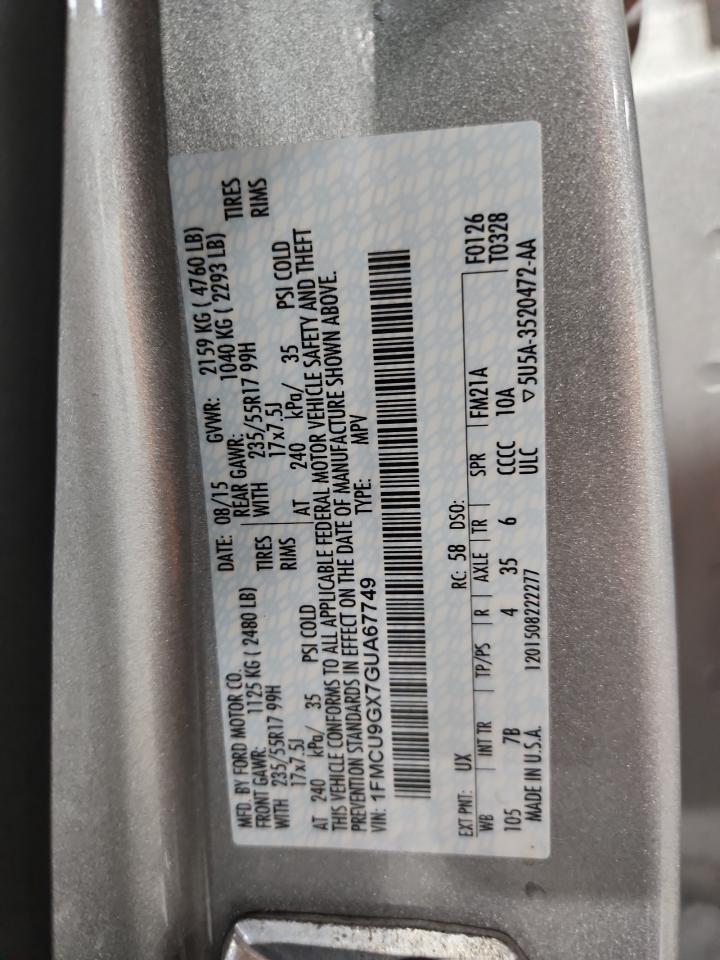 MFD. BY FORD MOTOR CO. DATE: 08/15 GVWR: 2159 KG ( 4760 LB)
FRONT GAWR: 1125 KG ( 2480 LB) REAR GAWR: 1040 KG ( 2293 LB)
WITH 235/55R17 99H TIRES WITH 235/55R17 99H TIRES
17x7.5J RIMS 17x7.5J RIMS
AT 240 kPa/ 35 PSI COLD AT 240 kPa/ 35 PSI COLD
THIS VEHICLE CONFORMS TO ALL APPLICABLE FEDERAL MOTOR VEHICLE SAFETY AND THEFT
PREVENTION STANDARDS IN EFFECT ON THE DATE OF MANUFACTURE SHOWN ABOVE.
VIN: 1FMCU9GX7GUA67749 TYPE: MPV
EXT PNT: UX RC: 58 DSO: F0126
WB INT TR TP/PS R AXLE TR SPR FM21A T0328
105 7B 4 35 6 CCCC 10A
MADE IN U.S.A. 1201508222277 ULC ▽5U5A-3520472-AA